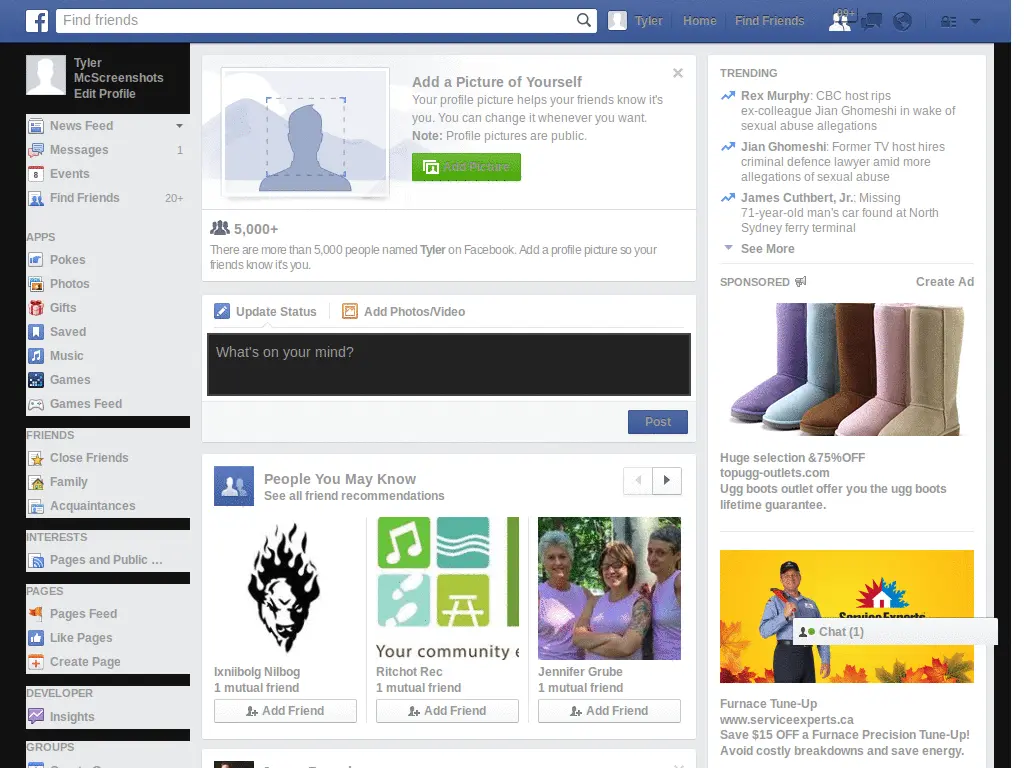 Find friends
Tyler
Home
Find Friends
99+
Tyler
McScreenshots
Edit Profile
News Feed
Messages 1
Events
Find Friends 20+
APPS
Pokes
Photos
Gifts
Saved
Music
Games
Games Feed
FRIENDS
Close Friends
Family
Acquaintances
INTERESTS
Pages and Public ...
PAGES
Pages Feed
Like Pages
Create Page
DEVELOPER
Insights
GROUPS
Add a Picture of Yourself
Your profile picture helps your friends know it's
you. You can change it whenever you want.
Note: Profile pictures are public.
Add Picture
5,000+
There are more than 5,000 people named Tyler on Facebook. Add a profile picture so your
friends know it's you.
Update Status
Add Photos/Video
What's on your mind?
Post
People You May Know
See all friend recommendations
Your community
Ixniibolg Nilbog
1 mutual friend
Add Friend
Ritchot Rec
1 mutual friend
Add Friend
Jennifer Grube
1 mutual friend
Add Friend
TRENDING
Rex Murphy: CBC host rips
ex-colleague Jian Ghomeshi in wake of
sexual abuse allegations
Jian Ghomeshi: Former TV host hires
criminal defence lawyer amid more
allegations of sexual abuse
James Cuthbert, Jr.: Missing
71-year-old man's car found at North
Sydney ferry terminal
See More
SPONSORED
Create Ad
Huge selection &75%OFF
topugg-outlets.com
Ugg boots outlet offer you the ugg boots
lifetime guarantee.
Service Experts
Chat (1)
Furnace Tune-Up
www.serviceexperts.ca
Save $15 OFF a Furnace Precision Tune-Up!
Avoid costly breakdowns and save energy.